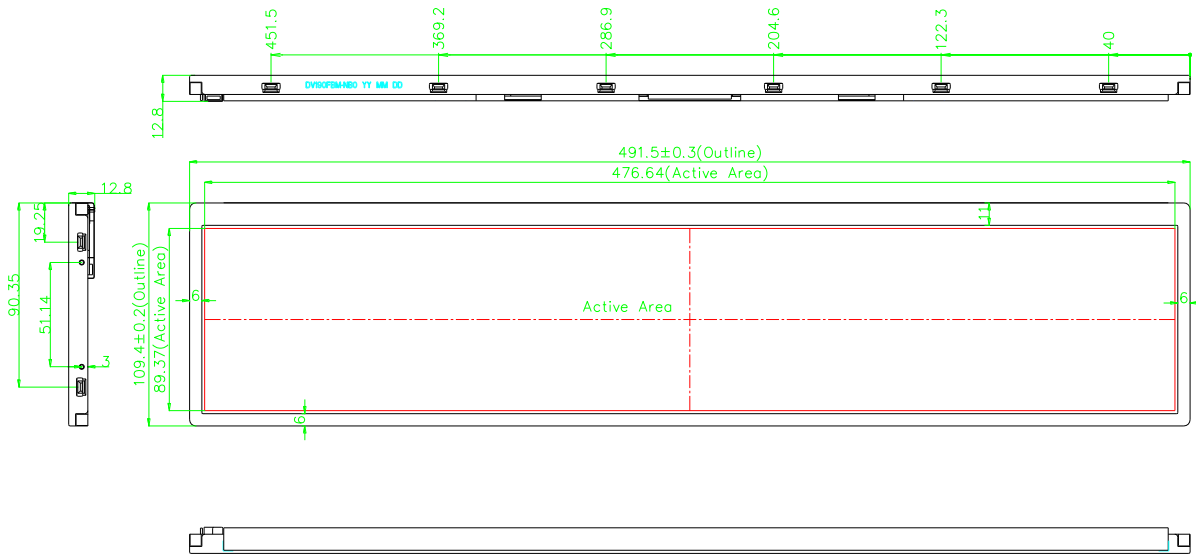 451.5
369.2
286.9
204.6
122.3
40
12.8
DV190FBM-NB0 YY MM DD
491.5±0.3(Outline)
476.64(Active Area)
12.8
19.25
90.35
51.14
3
109.4±0.2(Outline)
89.37(Active Area)
6
11
6
Active Area
6